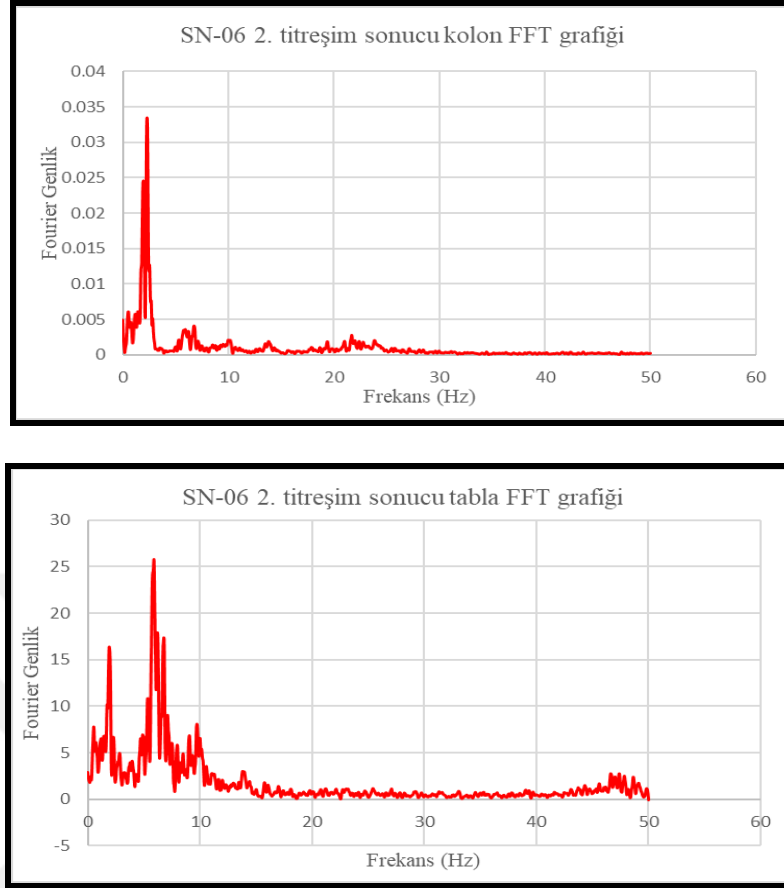 SN-06 2. titreşim sonucu kolon FFT grafiği
0.04
0.035
0.03
0.025
0.02
0.015
0.01
0.005
0
Fourier Genlik
0 10 20 30 40 50 60
Frekans (Hz)
SN-06 2. titreşim sonucu tabla FFT grafiği
30
25
20
15
10
5
0
-5
Fourier Genlik
0 10 20 30 40 50 60
Frekans (Hz)